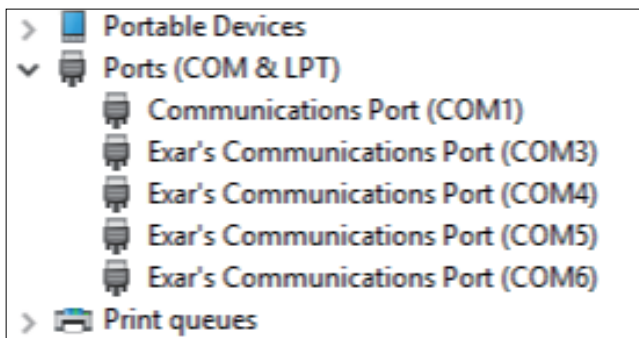 Portable Devices
Ports (COM & LPT)
Communications Port (COM1)
Exar's Communications Port (COM3)
Exar's Communications Port (COM4)
Exar's Communications Port (COM5)
Exar's Communications Port (COM6)
Print queues